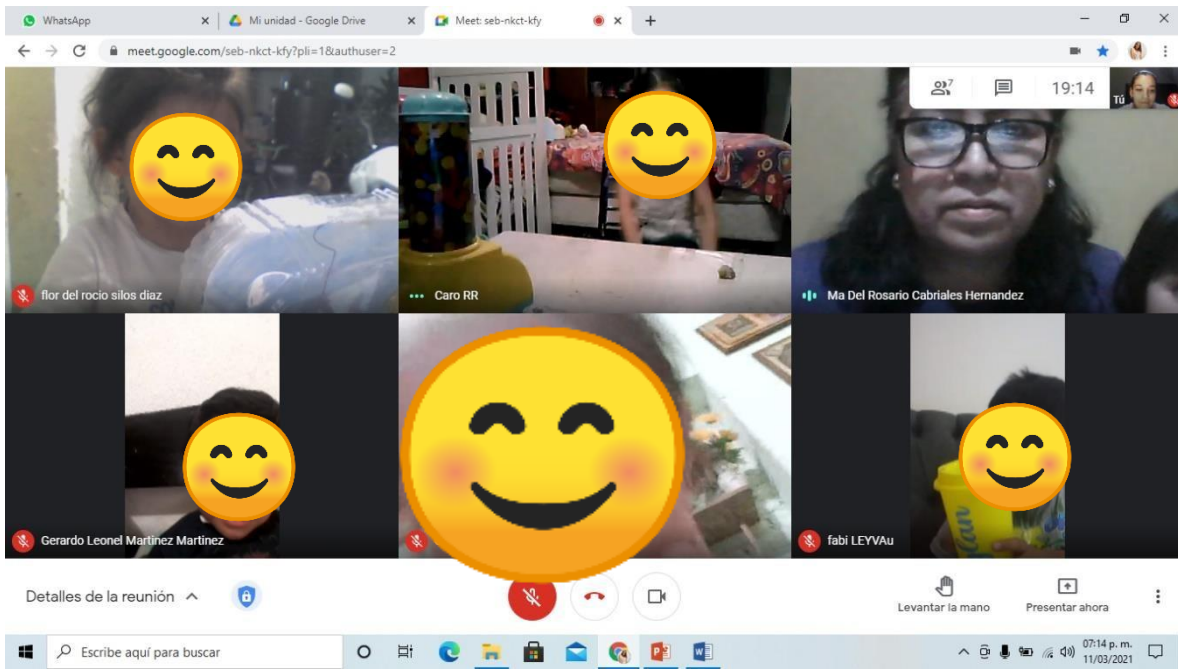 WhatsApp
Mi unidad - Google Drive
Meet: seb-nkct-kfy
meet.google.com/seb-nkct-kfy?pli=1&authuser=2
7
19:14
Tú
flor del rocio silos diaz
Caro RR
Ma Del Rosario Cabriales Hernandez
Gerardo Leonel Martinez Martinez
fabi LEYVAu
Detalles de la reunión
Levantar la mano
Presentar ahora
Escribe aquí para buscar
07:14 p. m.
11/03/2021